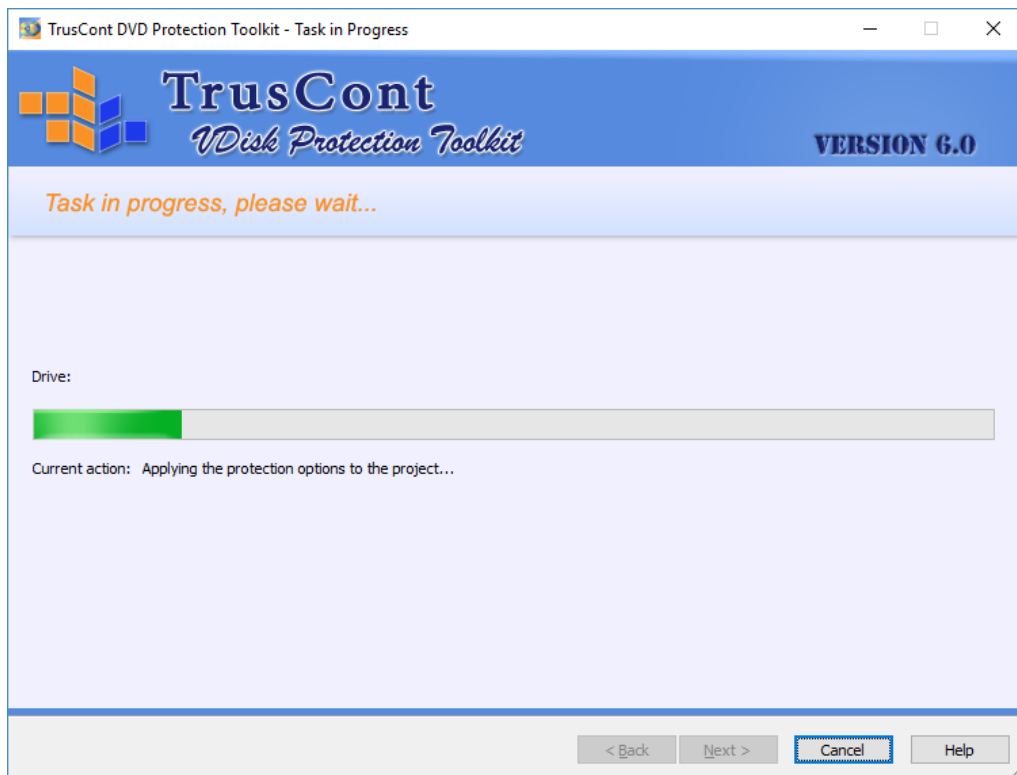 TrusCont DVD Protection Toolkit - Task in Progress
TrusCont
VDisk Protection Toolkit
VERSION 6.0
Task in progress, please wait...
Drive:
Current action: Applying the protection options to the project...
< Back
Next >
Cancel
Help